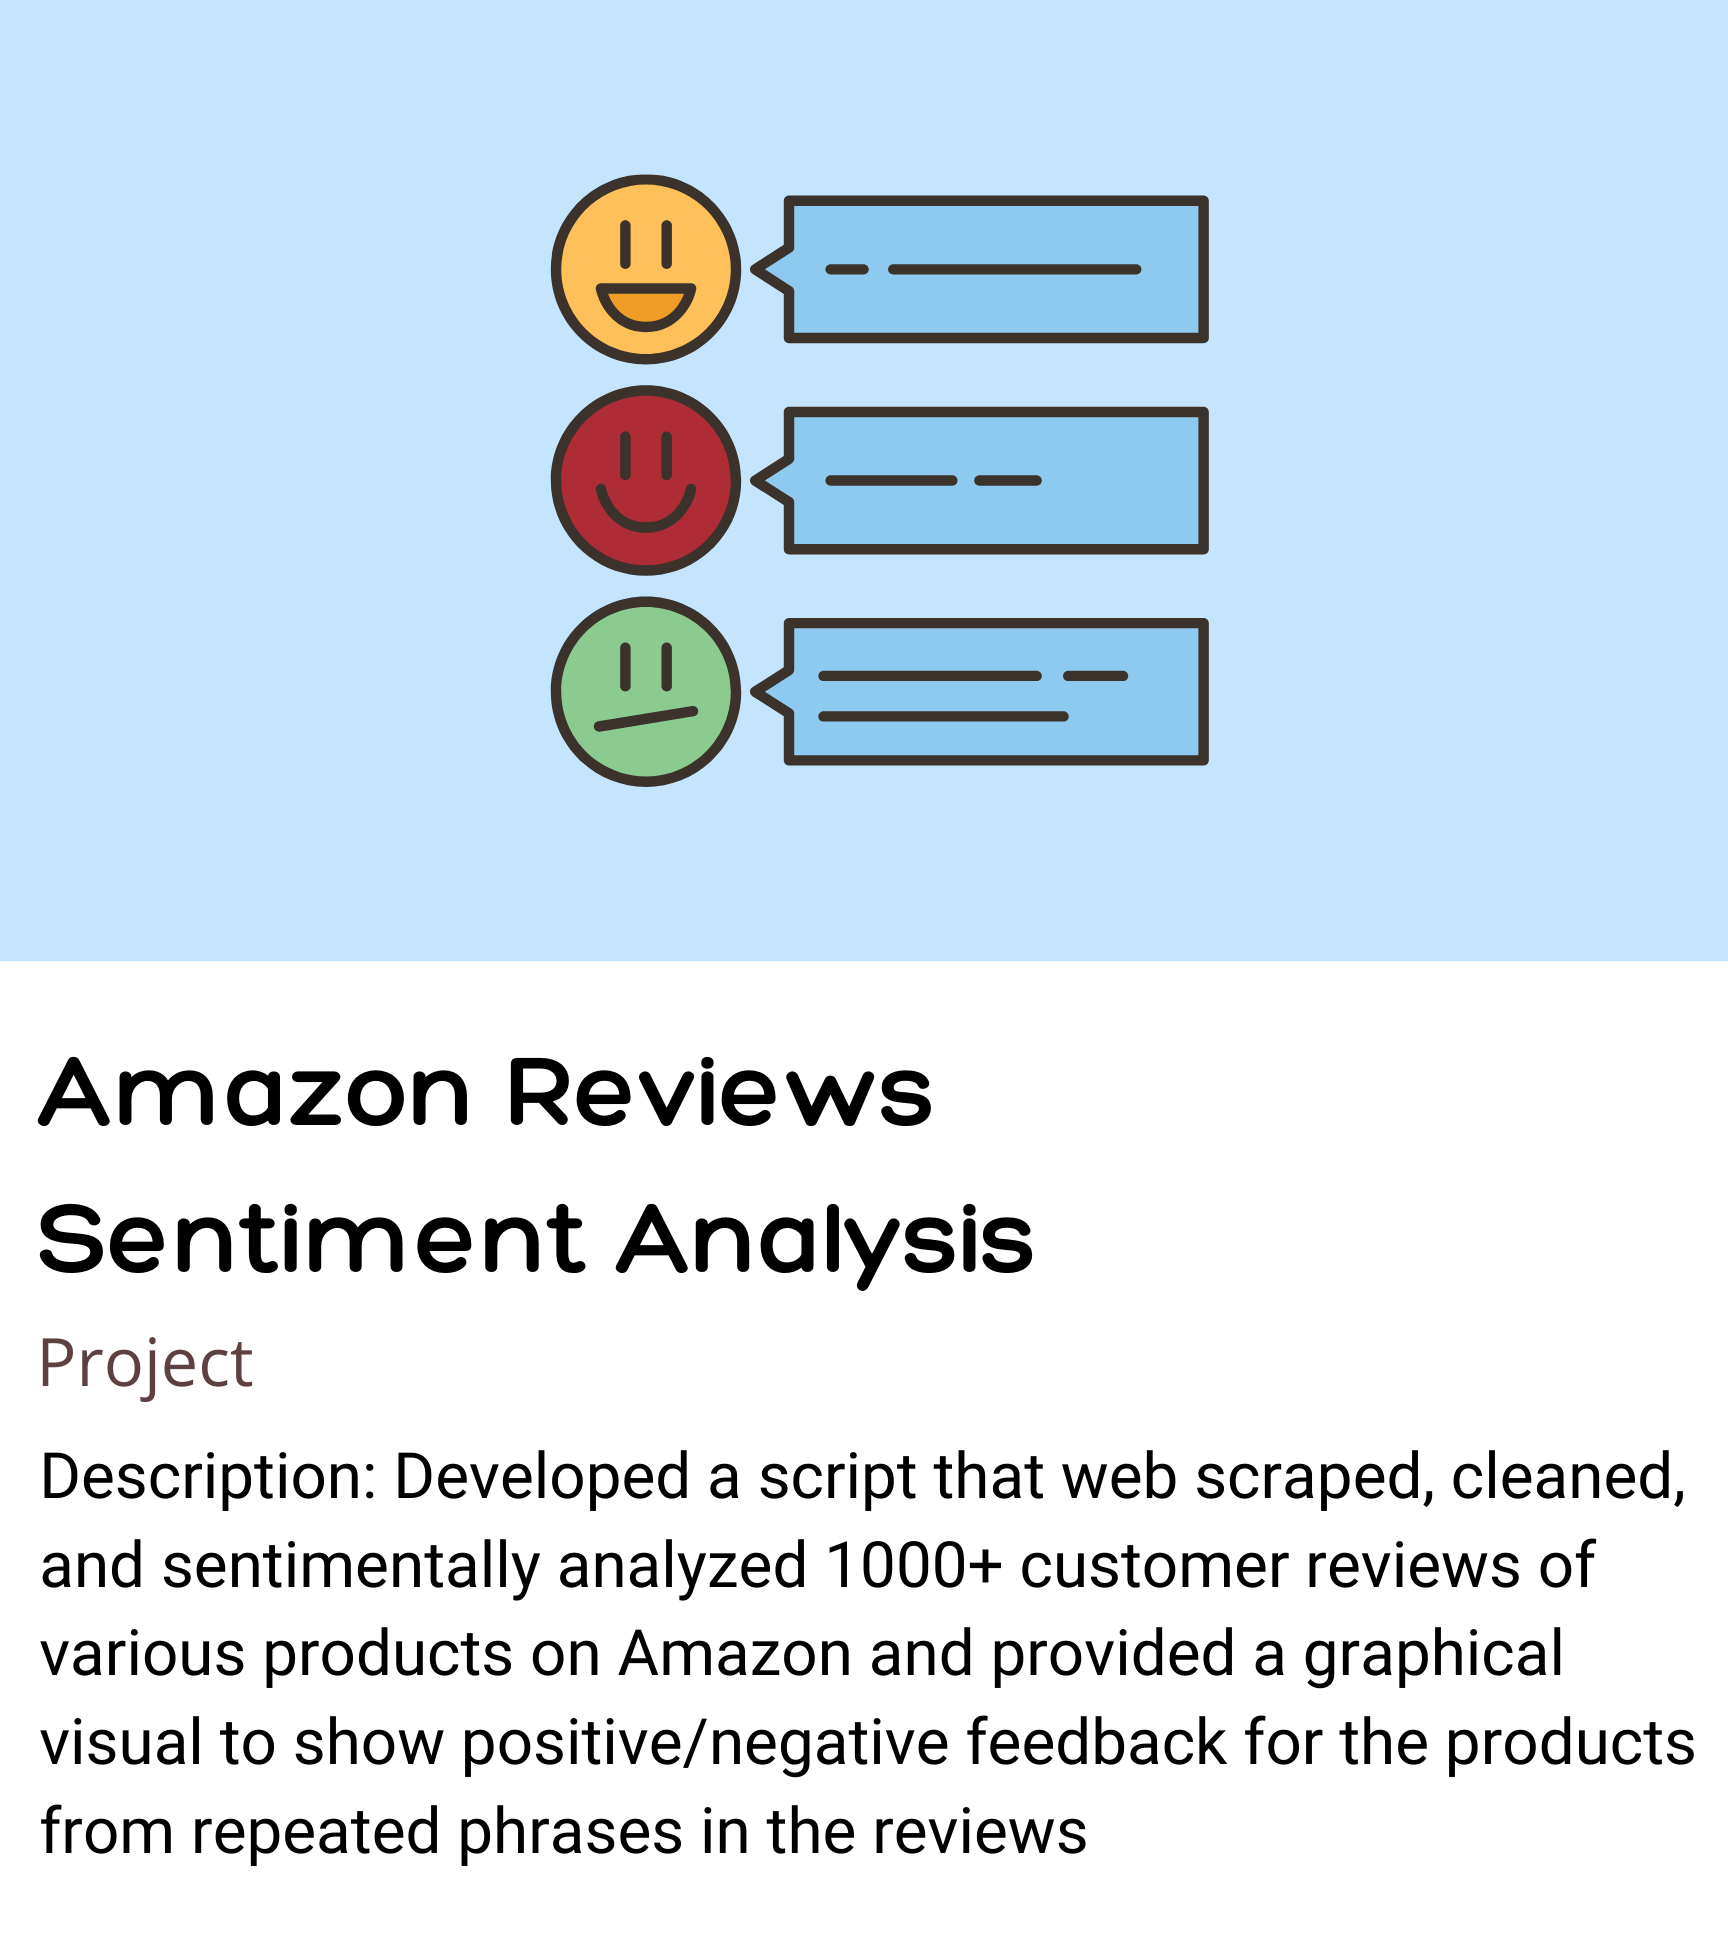 Amazon Reviews
Sentiment Analysis
Project
Description: Developed a script that web scraped, cleaned,
and sentimentally analyzed 1000+ customer reviews of
various products on Amazon and provided a graphical
visual to show positive/negative feedback for the products
from repeated phrases in the reviews